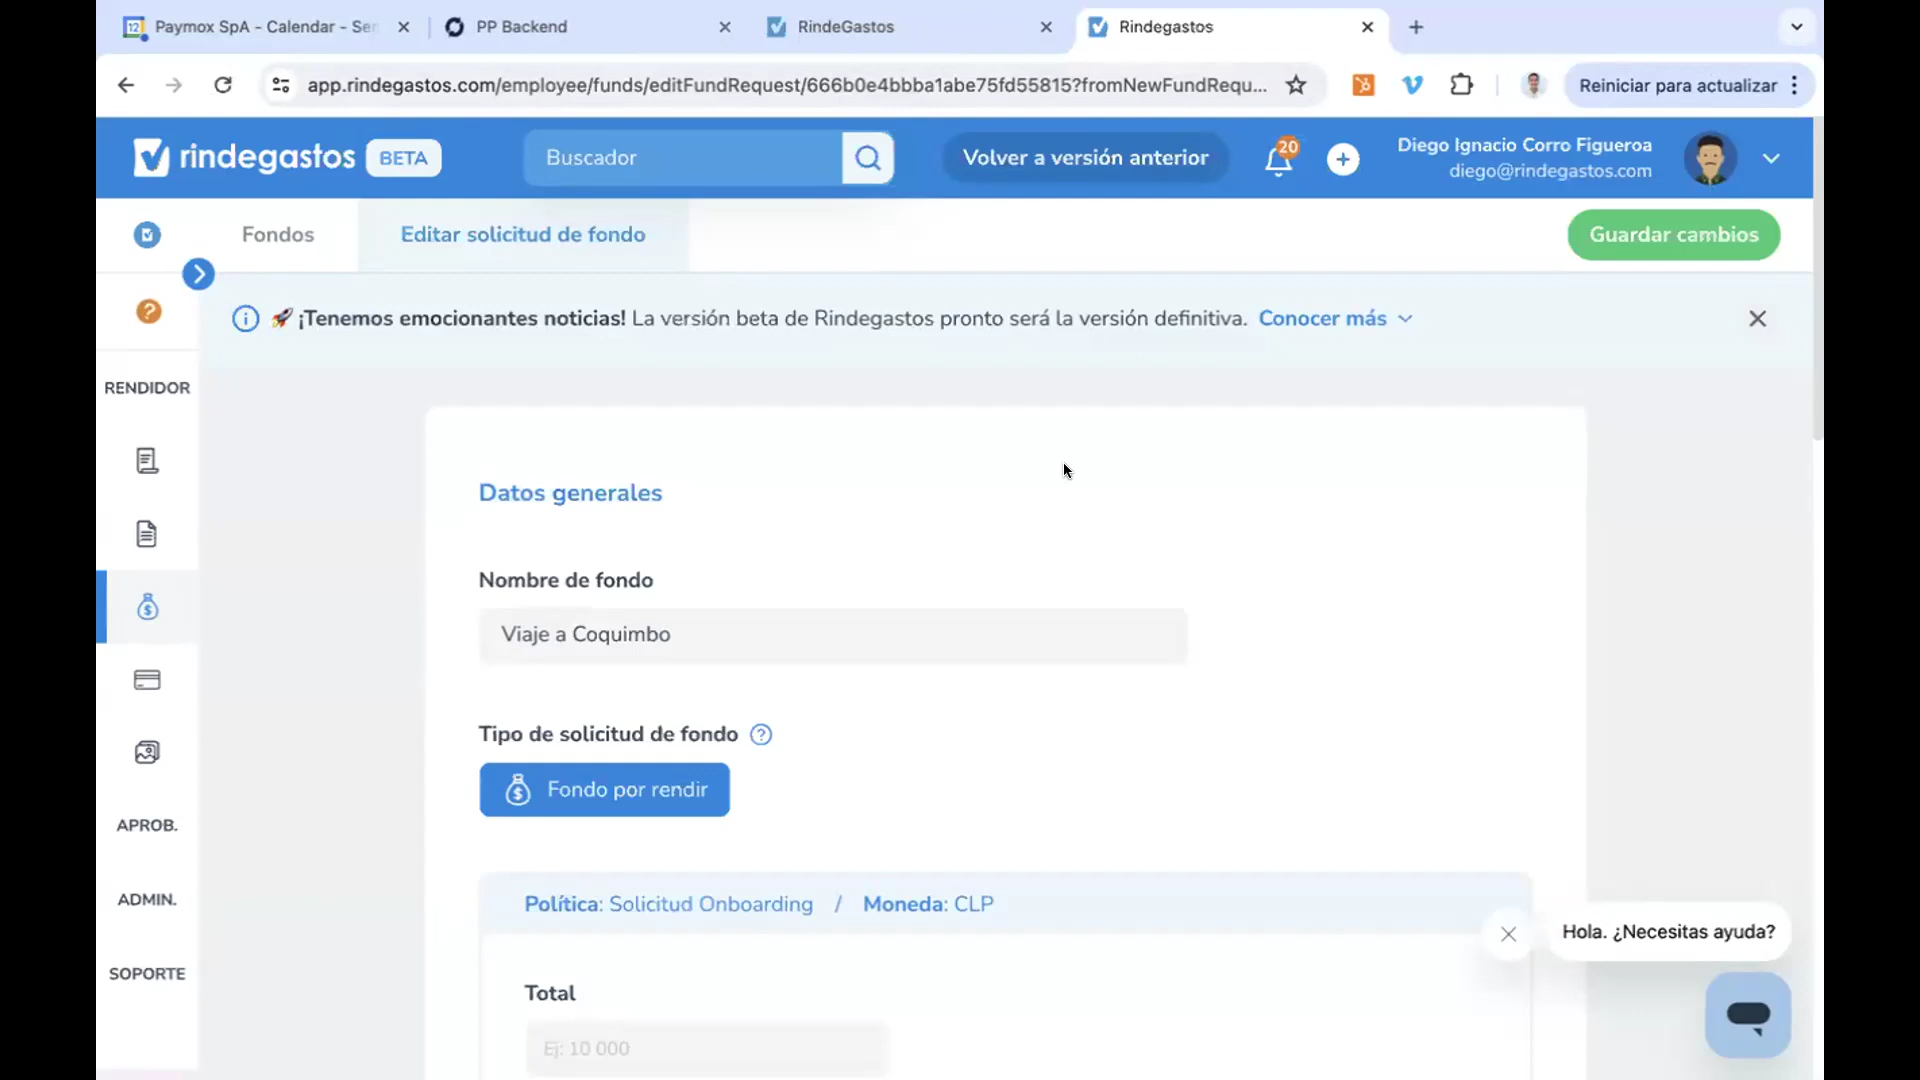 12 Paymox SpA - Calendar - Ser
PP Backend
RindeGastos
Rindegastos
app.rindegastos.com/employee/funds/editFundRequest/666b0e4bbba1abe75fd55815?fromNewFundRequ...
Reiniciar para actualizar
rindegastos BETA
Buscador
Volver a versión anterior
20
Diego Ignacio Corro Figueroa
diego@rindegastos.com
Fondos
Editar solicitud de fondo
Guardar cambios
🚀 ¡Tenemos emocionantes noticias! La versión beta de Rindegastos pronto será la versión definitiva. Conocer más
RENDIDOR
APROB.
ADMIN.
SOPORTE
Datos generales
Nombre de fondo
Viaje a Coquimbo
Tipo de solicitud de fondo ?
Fondo por rendir
Política: Solicitud Onboarding / Moneda: CLP
Total
Ej: 10 000
Hola. ¿Necesitas ayuda?